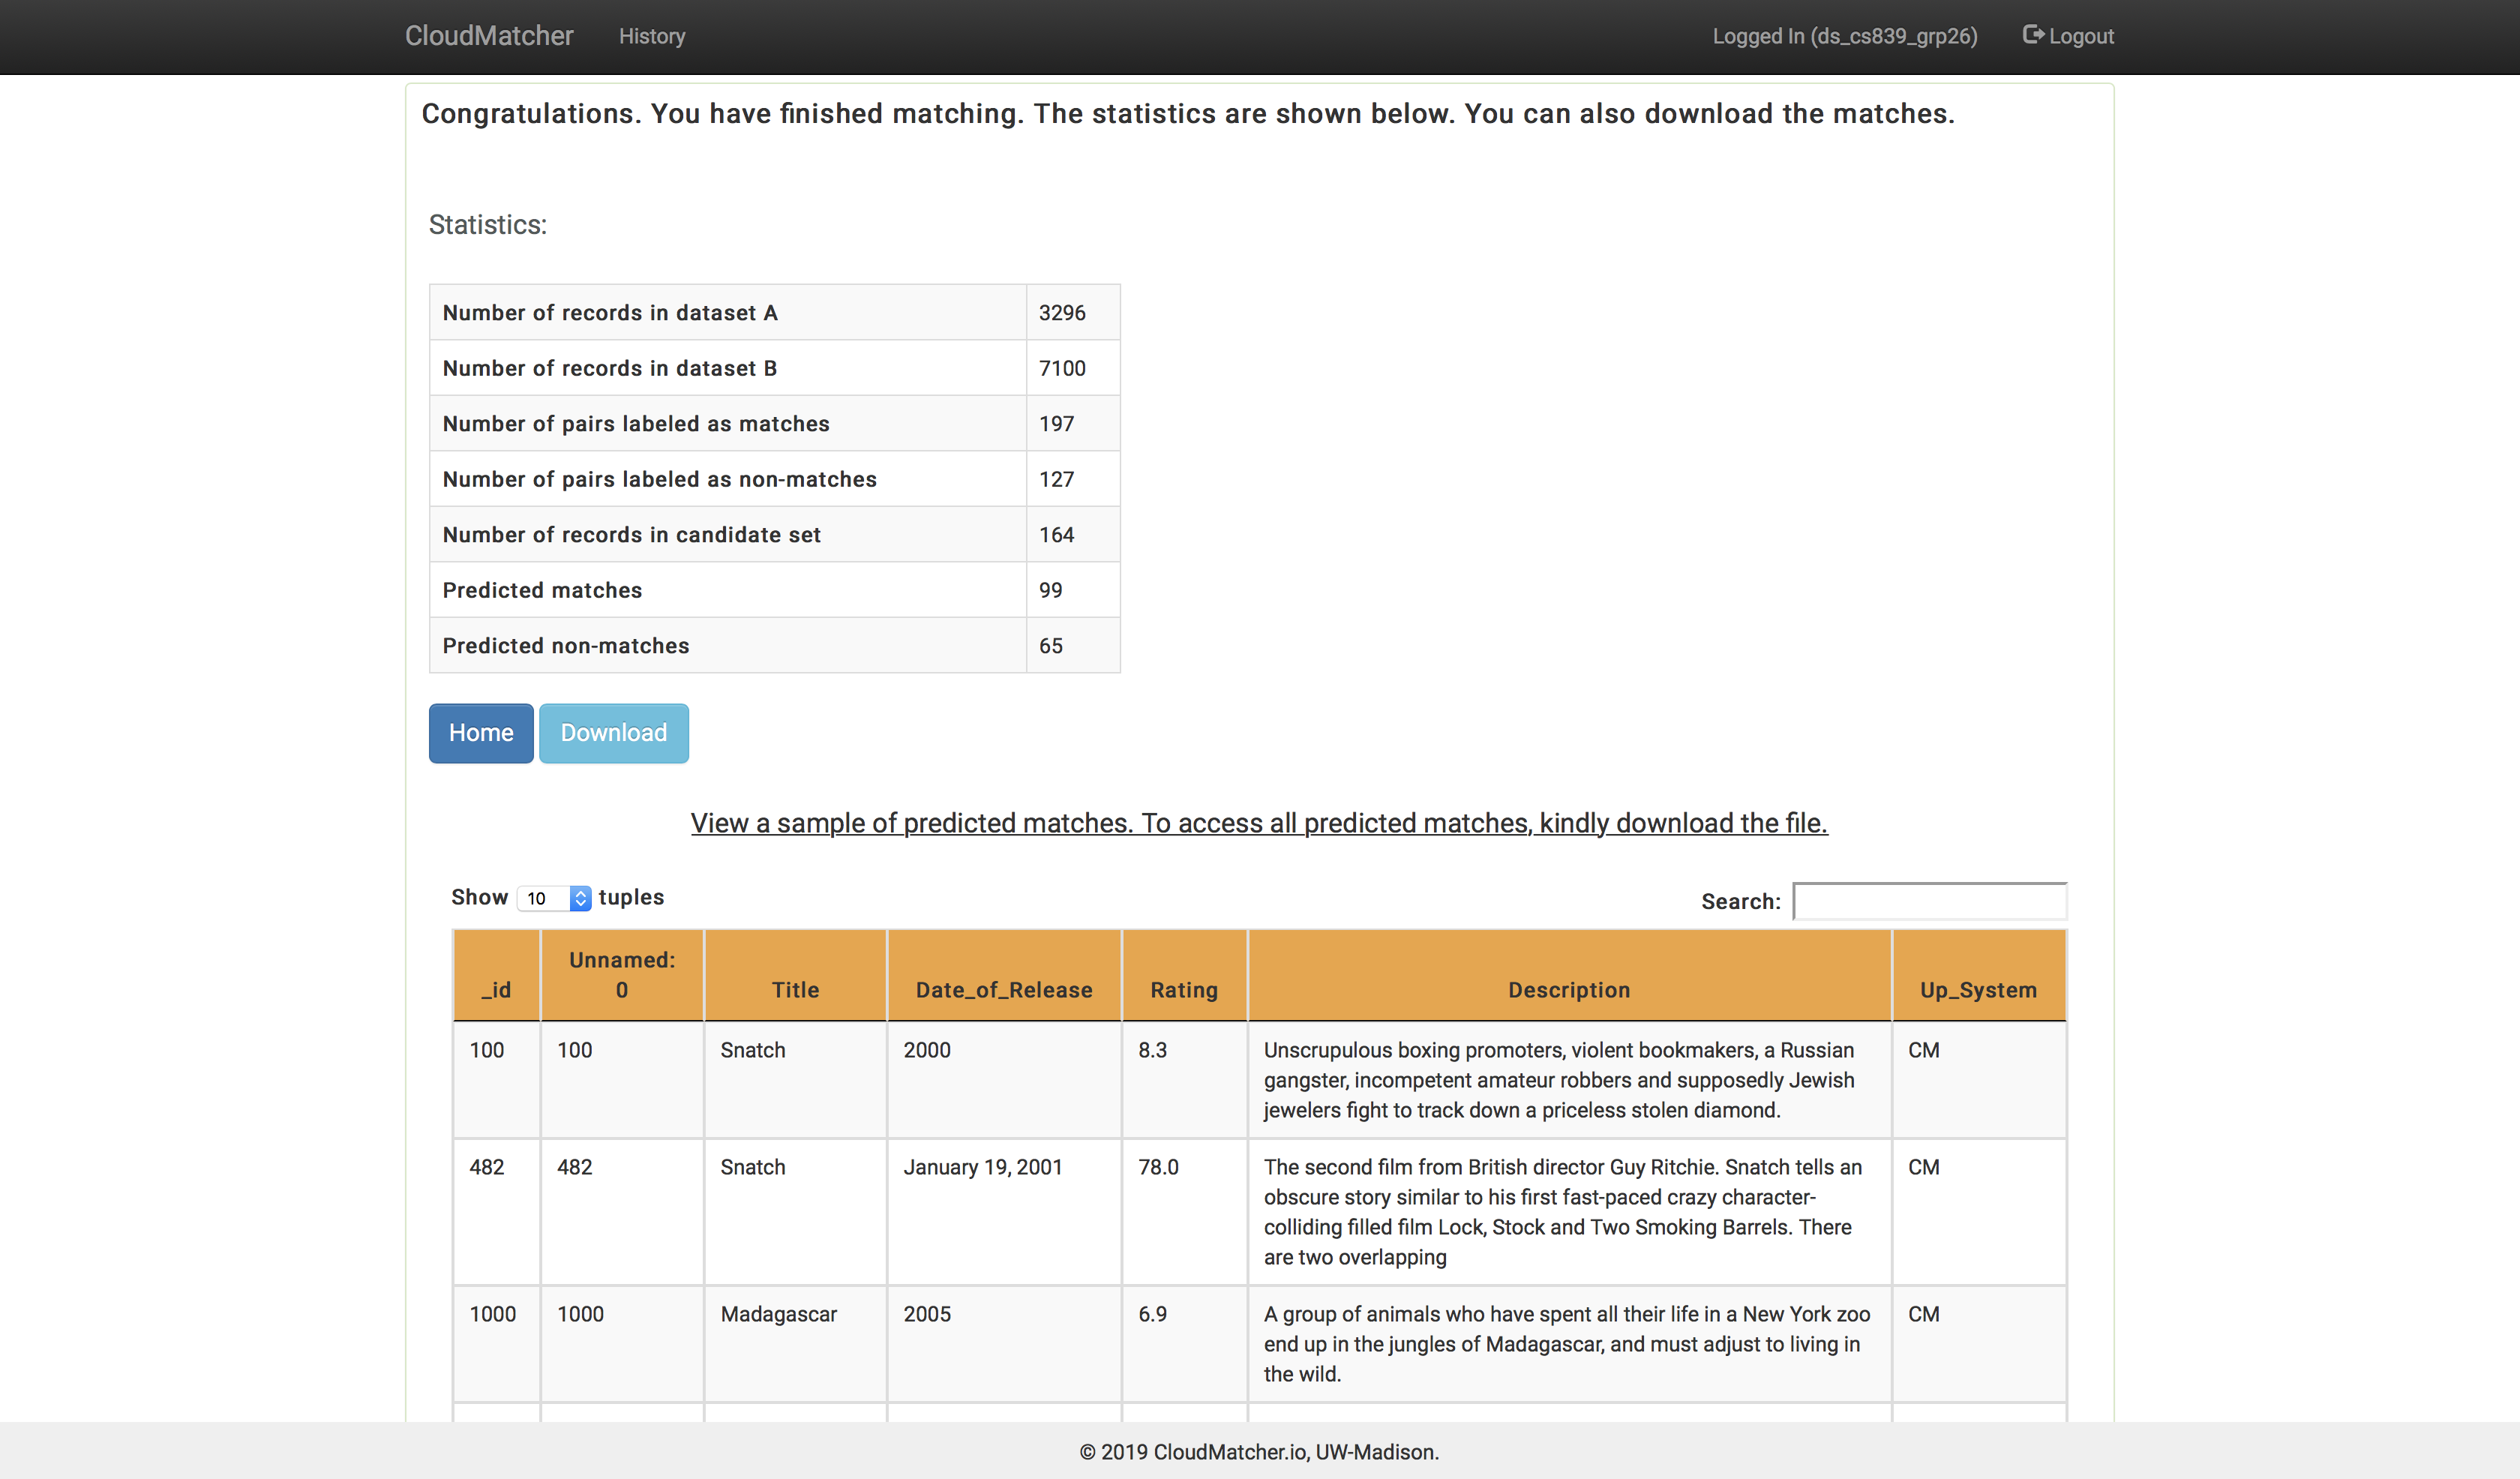 CloudMatcher History Logged In (ds_cs839_grp26) Logout
Congratulations. You have finished matching. The statistics are shown below. You can also download the matches.
Statistics:
Number of records in dataset A 3296
Number of records in dataset B 7100
Number of pairs labeled as matches 197
Number of pairs labeled as non-matches 127
Number of records in candidate set 164
Predicted matches 99
Predicted non-matches 65
Home Download
View a sample of predicted matches. To access all predicted matches, kindly download the file.
Show 10 tuples Search:
_id Unnamed: 0 Title Date_of_Release Rating Description Up_System
100 100 Snatch 2000 8.3 Unscrupulous boxing promoters, violent bookmakers, a Russian CM
gangster, incompetent amateur robbers and supposedly Jewish
jewelers fight to track down a priceless stolen diamond.
482 482 Snatch January 19, 2001 78.0 The second film from British director Guy Ritchie. Snatch tells an CM
obscure story similar to his first fast-paced crazy character-
colliding filled film Lock, Stock and Two Smoking Barrels. There
are two overlapping
1000 1000 Madagascar 2005 6.9 A group of animals who have spent all their life in a New York zoo CM
end up in the jungles of Madagascar, and must adjust to living in
the wild.
© 2019 CloudMatcher.io, UW-Madison.